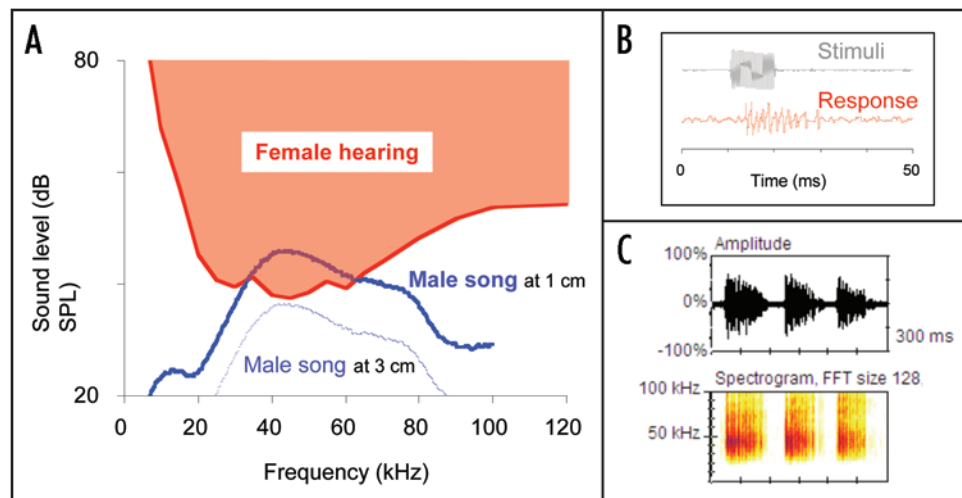 A
80
Sound level (dB
SPL)
20
Female hearing
Male song at 1 cm
Male song at 3 cm
0 20 40 60 80 100 120
Frequency (kHz)
B
Stimuli
Response
0 50
Time (ms)
C
Amplitude
100%
0%
-100%
300 ms
Spectrogram, FFT size 128.
100 kHz
50 kHz